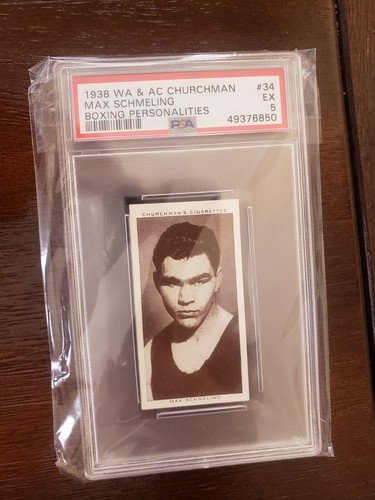 1938 WA & AC CHURCHMAN #34
MAX SCHMELING EX
BOXING PERSONALITIES 5
PSA 49376850
CHURCHMAN'S CIGARETTES
MAX SCHMELING